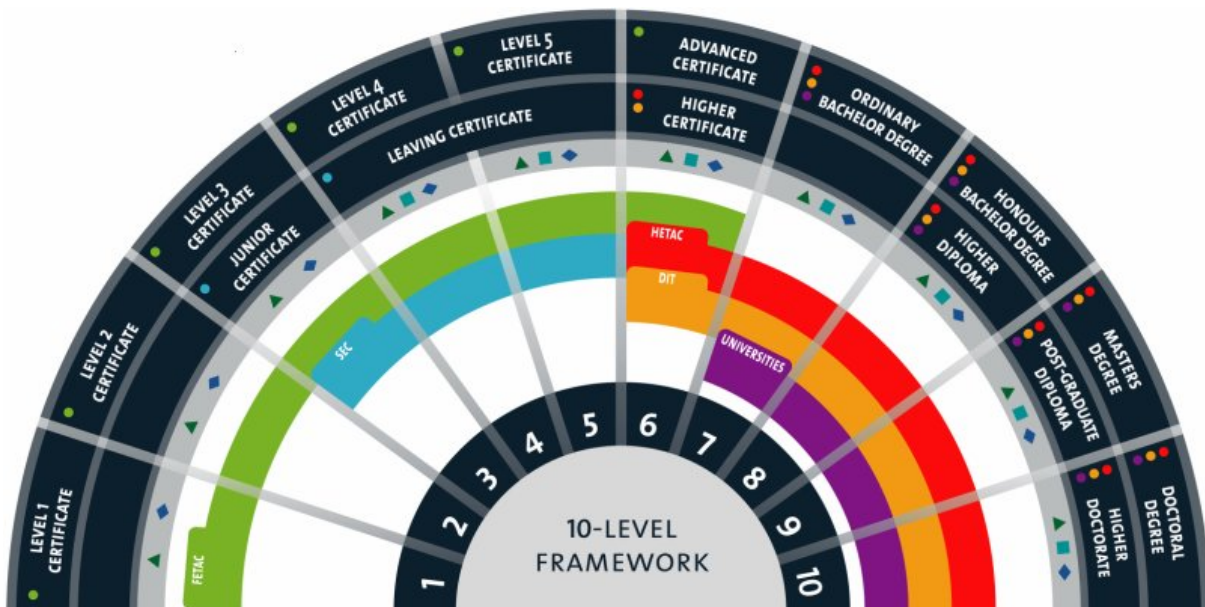 LEVEL 1
CERTIFICATE
LEVEL 2
CERTIFICATE
LEVEL 3
CERTIFICATE
LEVEL 4
CERTIFICATE
LEVEL 5
CERTIFICATE
ADVANCED
CERTIFICATE
ORDINARY
BACHELOR DEGREE
HONOURS
BACHELOR DEGREE
MASTERS
DEGREE
DOCTORAL
DEGREE
JUNIOR
CERTIFICATE
LEAVING CERTIFICATE
HIGHER
CERTIFICATE
HIGHER
DIPLOMA
POST-GRADUATE
DIPLOMA
HIGHER
DOCTORATE
FETAC
SEC
HETAC
DIT
UNIVERSITIES
1
2
3
4
5
6
7
8
9
10
10-LEVEL
FRAMEWORK